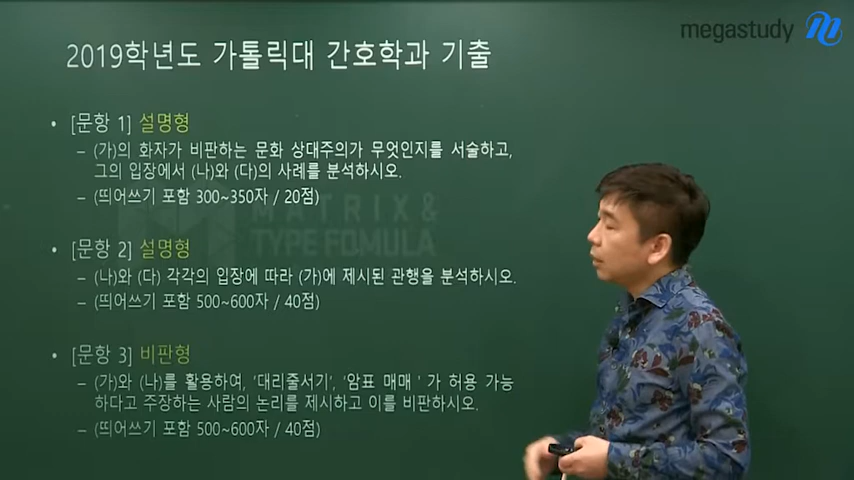 megastudy
2019학년도 가톨릭대 간호학과 기출
• [문항 1] 설명형
– (가)의 화자가 비판하는 문화 상대주의가 무엇인지를 서술하고,
그의 입장에서 (나)와 (다)의 사례를 분석하시오.
– (띄어쓰기 포함 300~350자 / 20점)
MATRIX &
TYPE FOMULA
• [문항 2] 설명형
– (나)와 (다) 각각의 입장에 따라 (가)에 제시된 관행을 분석하시오.
– (띄어쓰기 포함 500~600자 / 40점)
• [문항 3] 비판형
– (가)와 (나)를 활용하여, '대리줄서기', '암표 매매 ' 가 허용 가능
하다고 주장하는 사람의 논리를 제시하고 이를 비판하시오.
– (띄어쓰기 포함 500~600자 / 40점)